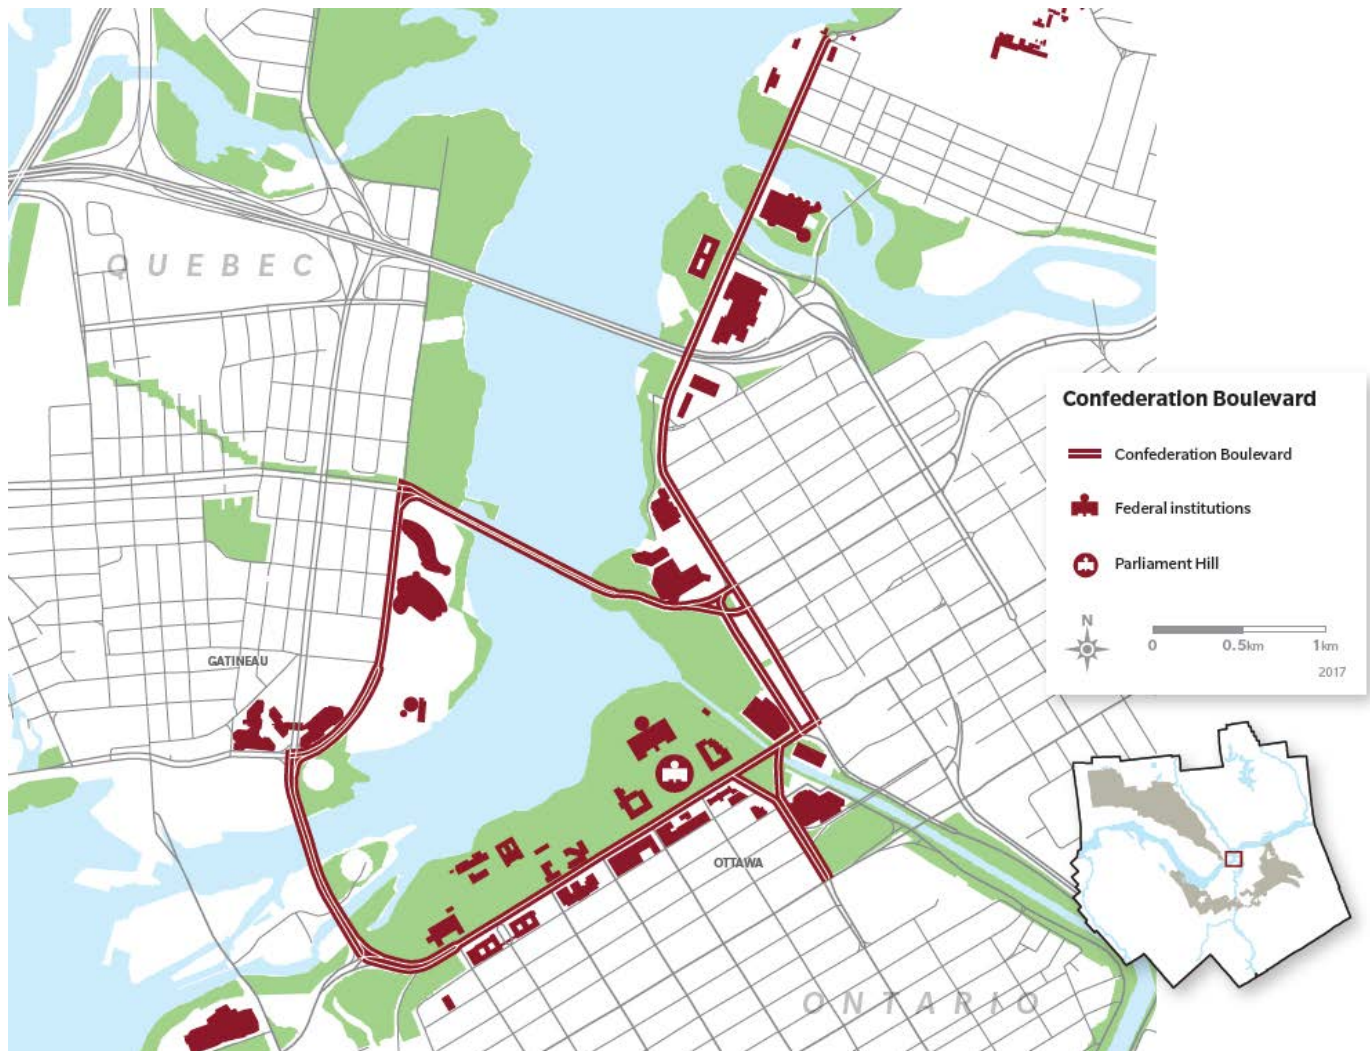 QUEBEC
GATINEAU
OTTAWA
ONTARIO
Confederation Boulevard
Confederation Boulevard
Federal institutions
Parliament Hill
N
0 0.5km 1km
2017